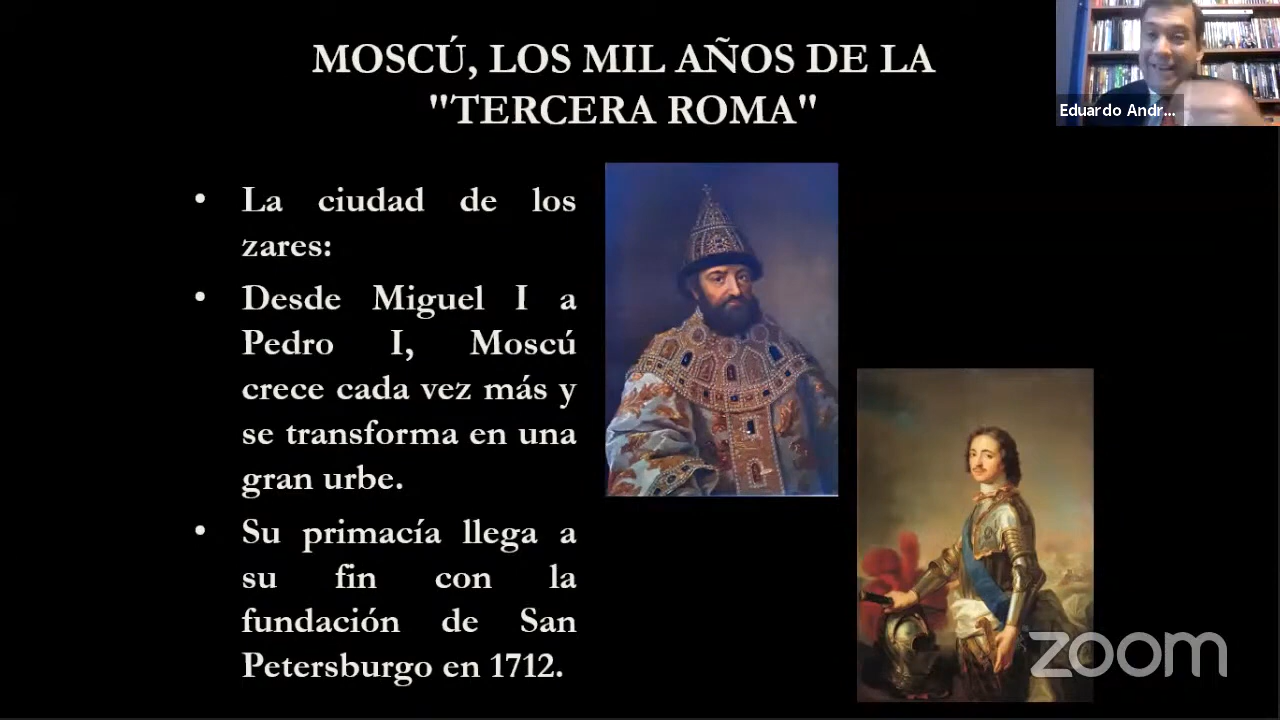 MOSCÚ, LOS MIL AÑOS DE LA
"TERCERA ROMA"
Eduardo Andr...
• La ciudad de los
zares:
• Desde Miguel I a
Pedro I, Moscú
crece cada vez más y
se transforma en una
gran urbe.
• Su primacía llega a
su fin con la
fundación de San
Petersburgo en 1712.
zoom